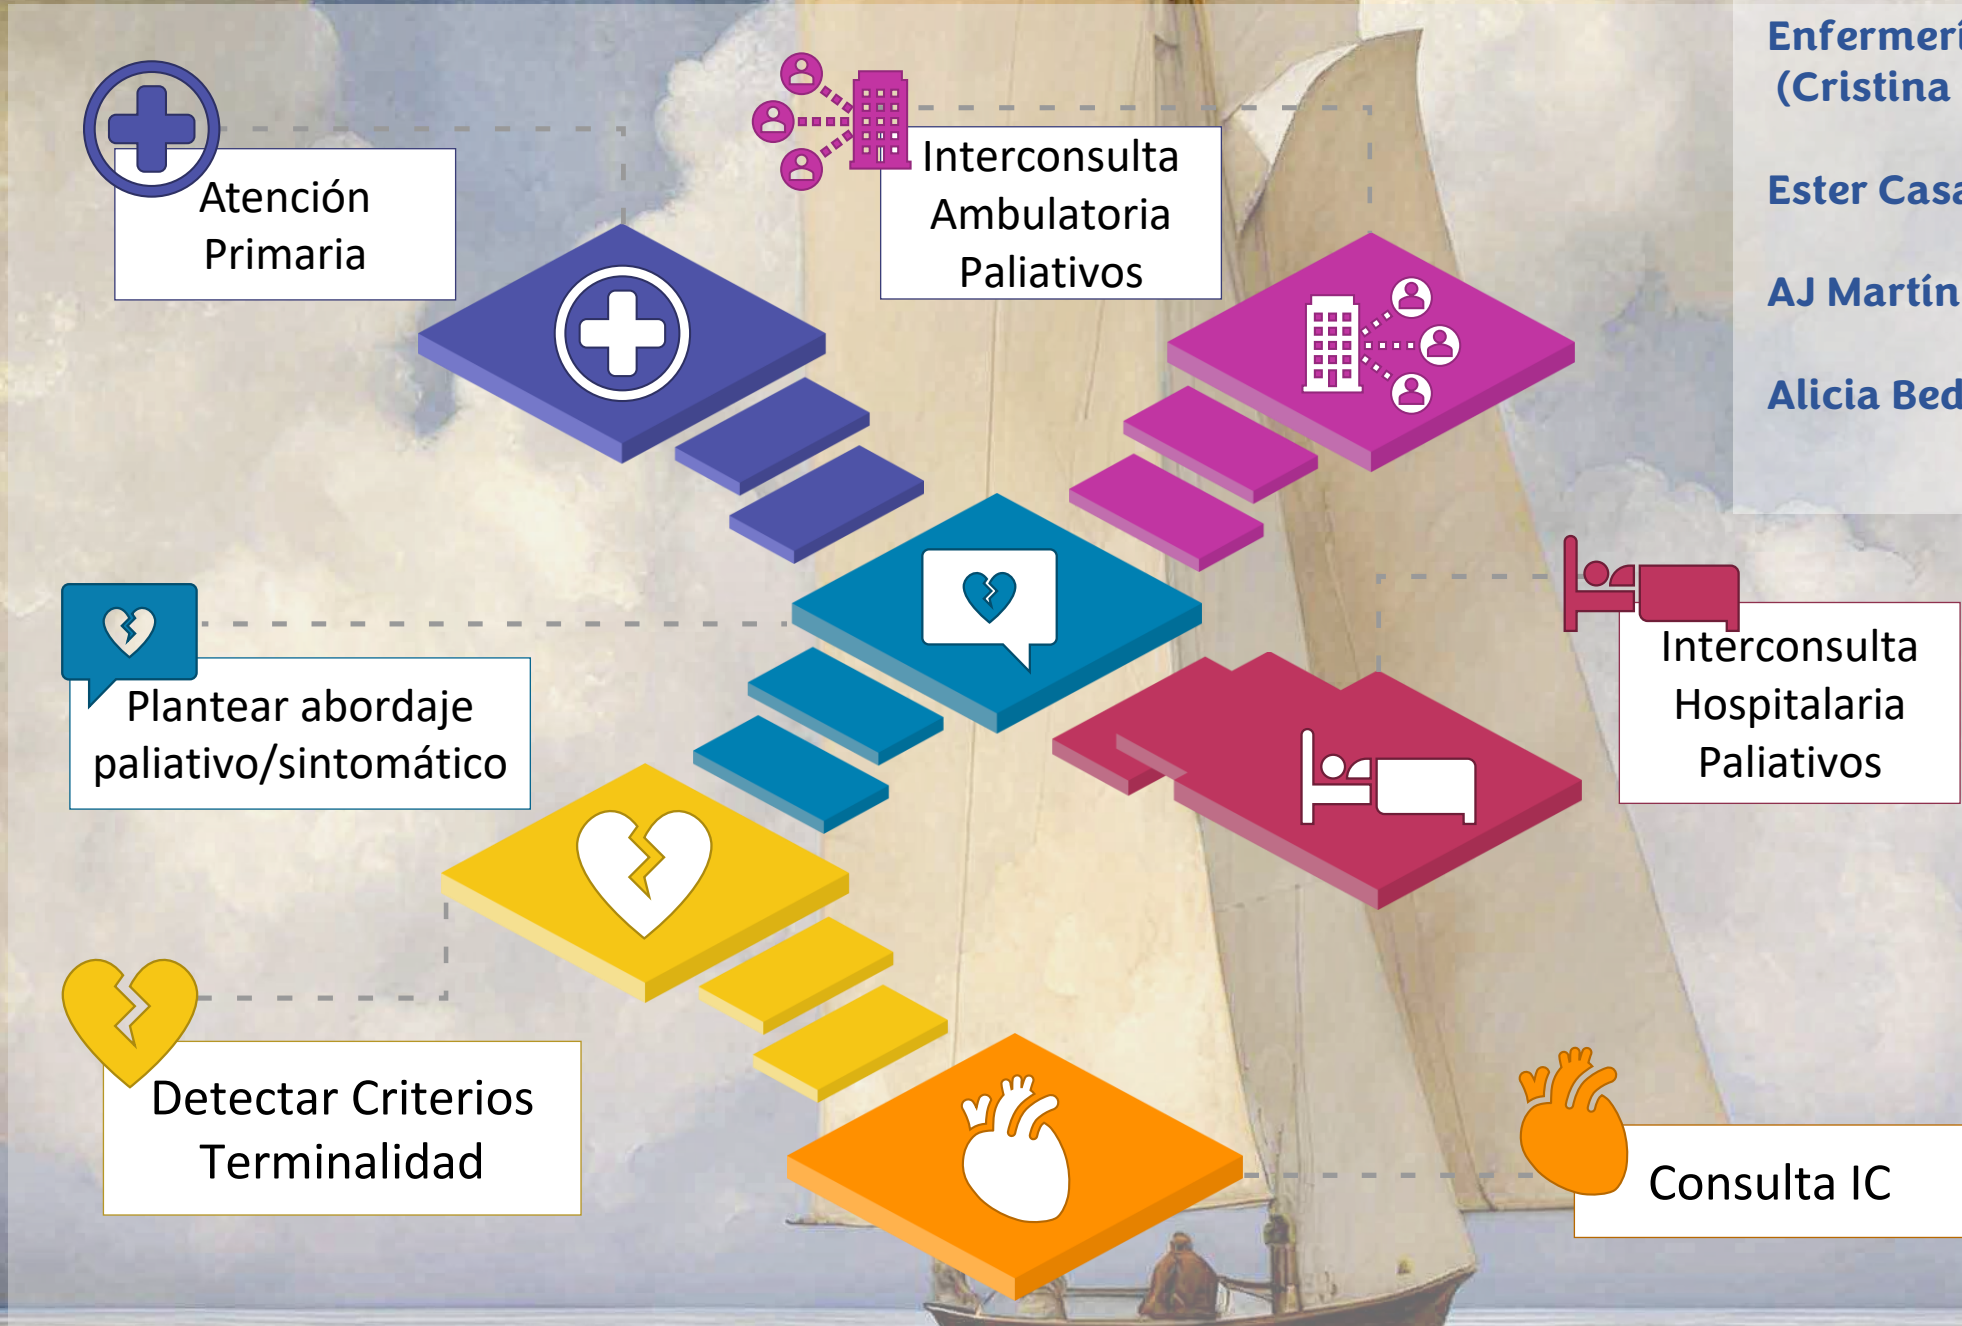 Enfermerí
(Cristina
Ester Casa
AJ Martín
Alicia Bed
Atención
Primaria
Interconsulta
Ambulatoria
Paliativos
Plantear abordaje
paliativo/sintomático
Interconsulta
Hospitalaria
Paliativos
Detectar Criterios
Terminalidad
Consulta IC